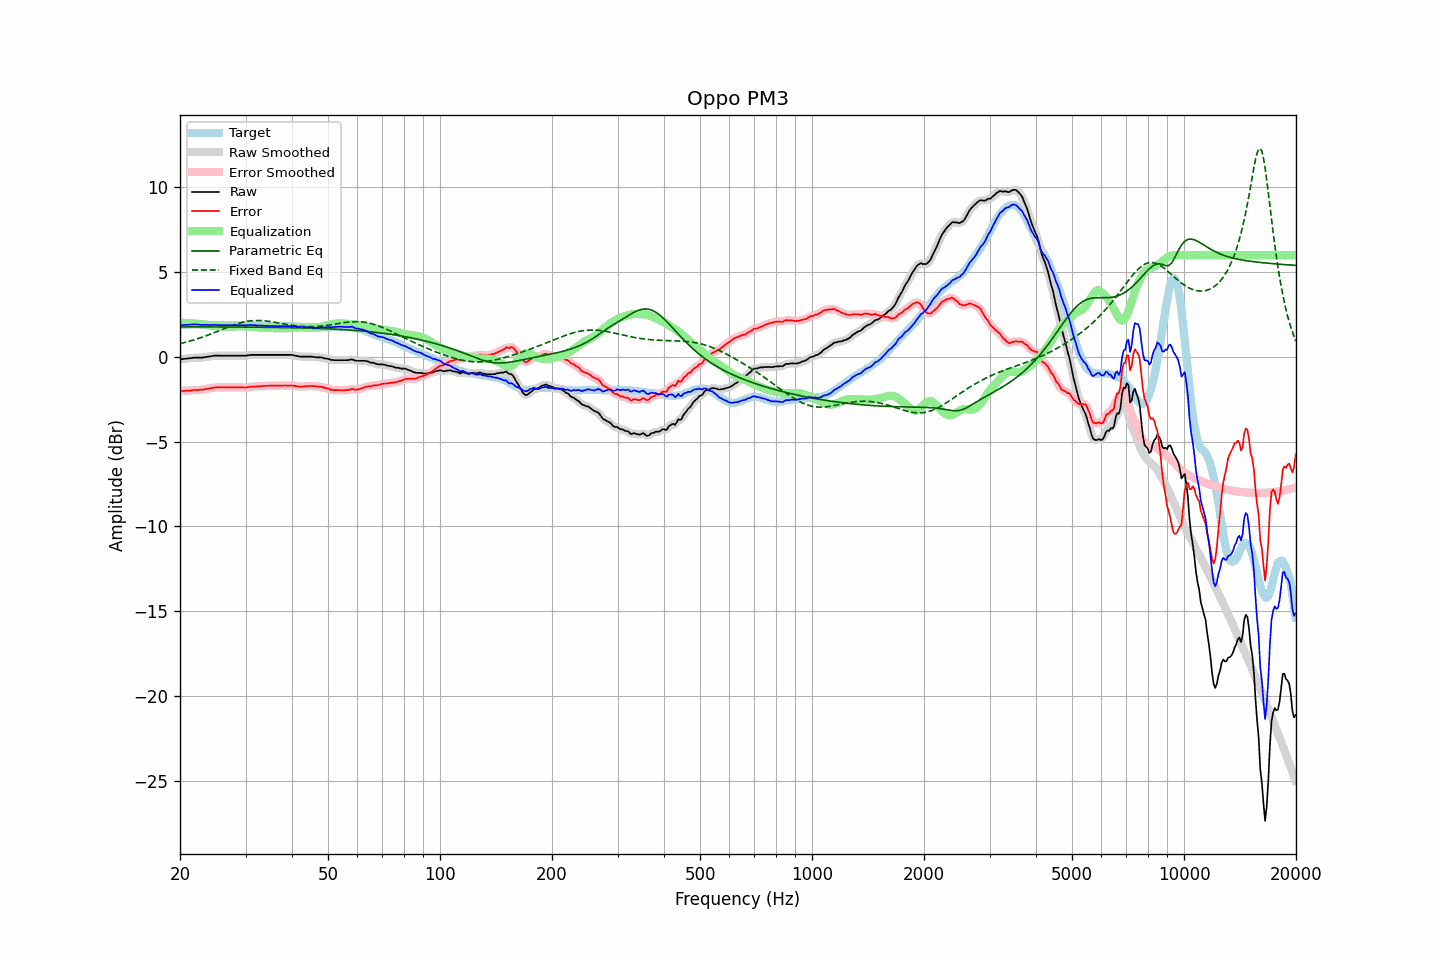 Oppo PM3
Target
Raw Smoothed
Error Smoothed
Raw
Error
Equalization
Parametric Eq
Fixed Band Eq
Equalized
10
5
0
−5
−10
−15
−20
−25
Amplitude (dBr)
20 50 100 200 500 1000 2000 5000 10000 20000
Frequency (Hz)